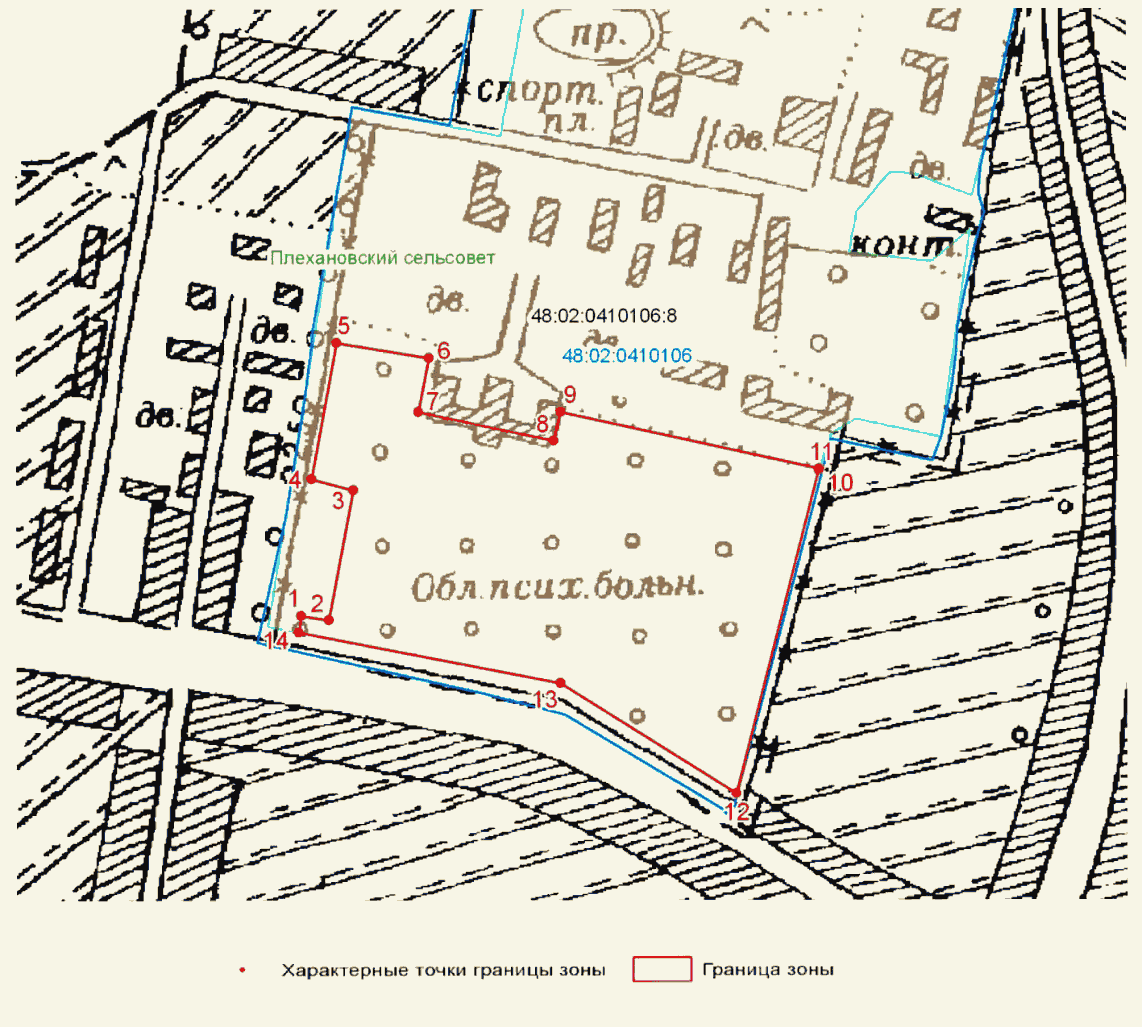 пр.
спорт.
пл.
дв.
дв.
конт.
Плехановский сельсовет
дв.
48:02:0410106:8
48:02:0410106
дв.
дв.
5
6
7
8
9
11
10
4
3
Обл.псих.больн.
1
2
14
13
12
Характерные точки границы зоны
Граница зоны